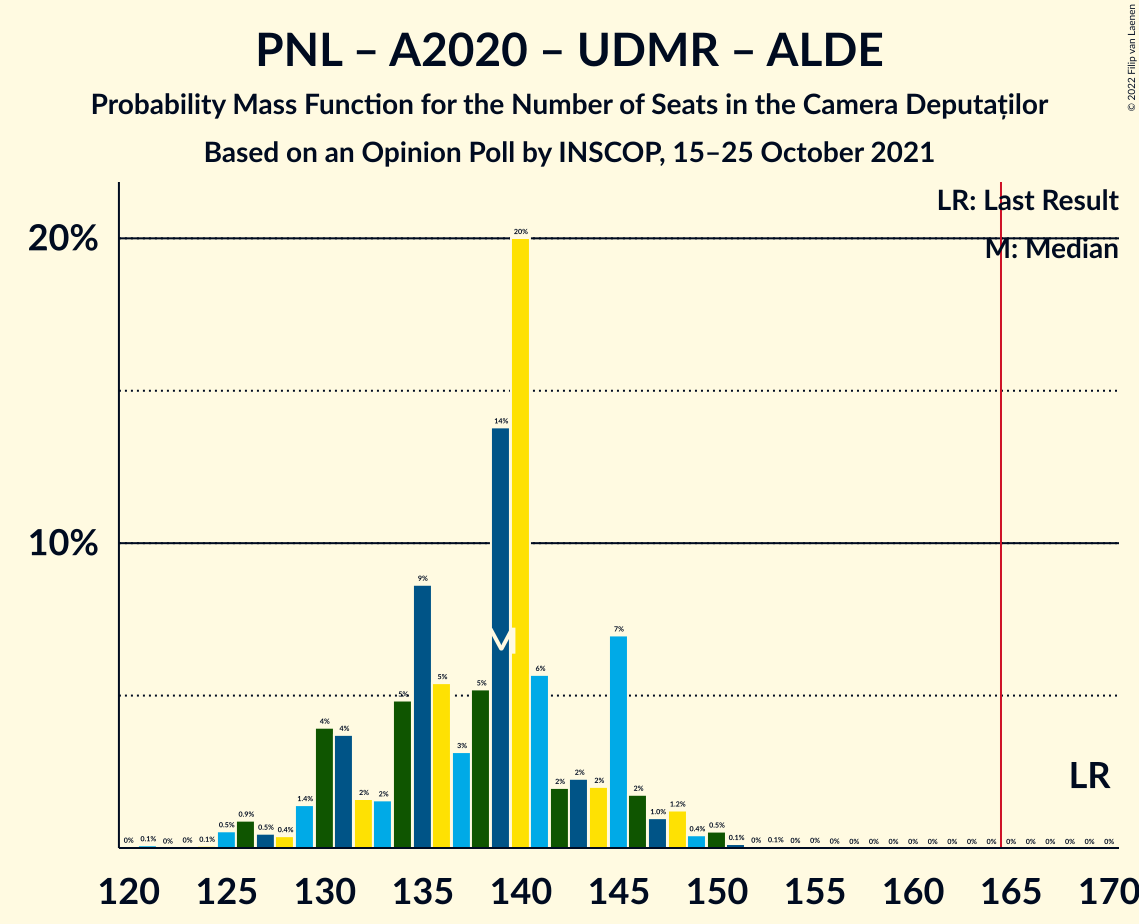 PNL – A2020 – UDMR – ALDE
Probability Mass Function for the Number of Seats in the Camera Deputaților
Based on an Opinion Poll by INSCOP, 15–25 October 2021
© 2022 Filip van Laenen
LR: Last Result
M: Median
20%
10%
0% 0.1% 0% 0% 0.1% 0.5% 0.9% 0.5% 0.4% 1.4% 4% 4% 2% 2% 5% 9% 5% 3% 5% 14% 20% 6% 2% 2% 2% 7% 2% 1.0% 1.2% 0.4% 0.5% 0.1% 0% 0.1% 0% 0% 0% 0% 0% 0% 0% 0% 0% 0% 0% 0% 0% 0% 0% 0% 0%
M
LR
120 125 130 135 140 145 150 155 160 165 170